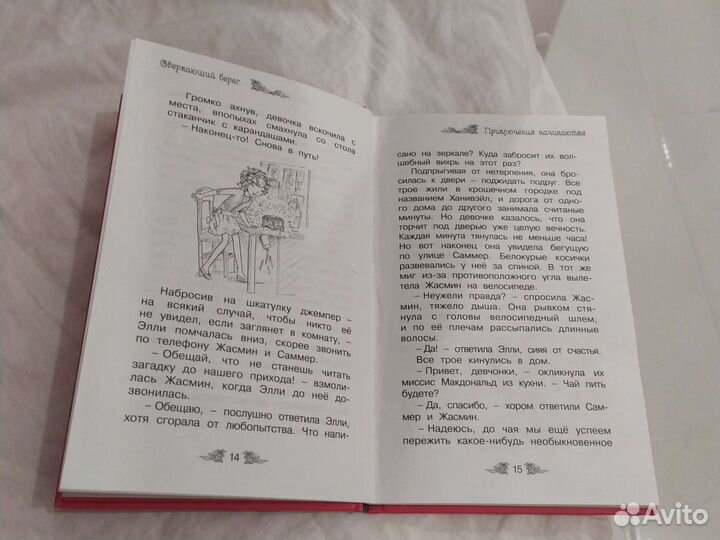 Сверкающий берег
Громко ахнув, девочка вскочила с
места, впопыхах смахнула со стола
стаканчик с карандашами.
– Наконец-то! Снова в путь!
Набросив на шкатулку джемпер –
на всякий случай, чтобы никто её
не увидел, если заглянет в комнату, –
Элли помчалась вниз, скорее звонить
по телефону Жасмин и Саммер.
– Обещай, что не станешь читать
загадку до нашего прихода! – взмоли-
лась Жасмин, когда Элли до неё до-
звонилась.
– Обещаю, – послушно ответила Элли,
хотя сгорала от любопытства. Что напи-
14
Приключения начинаются
сано на зеркале? Куда забросит их вол-
шебный вихрь на этот раз?
Подпрыгивая от нетерпения, она бро-
силась к двери – поджидать подруг. Все
трое жили в крошечном городке под
названием Ханивэйл, и дорога от одно-
го дома до другого занимала считаные
минуты. Но девочке казалось, что она
торчит под дверью уже целую вечность.
Каждая минута тянулась не меньше часа!
Но вот наконец она увидела бегущую
по улице Саммер. Белокурые косички
развевались у неё за спиной. В тот же
миг из-за противоположного угла выле-
тела Жасмин на велосипеде.
– Неужели правда? – спросила Жас-
мин, тяжело дыша. Она рывком стя-
нула с головы велосипедный шлем,
и по её плечам рассыпались длинные
волосы.
– Да! – ответила Элли, сияя от счастья.
Все трое кинулись в дом.
– Привет, девчонки, – окликнула их
миссис Макдональд из кухни. – Чай пить
будете?
– Да, спасибо, – хором ответили Сам-
мер и Жасмин.
– Надеюсь, до чая мы ещё успеем
пережить какое-нибудь необыкновенное
15
Avito